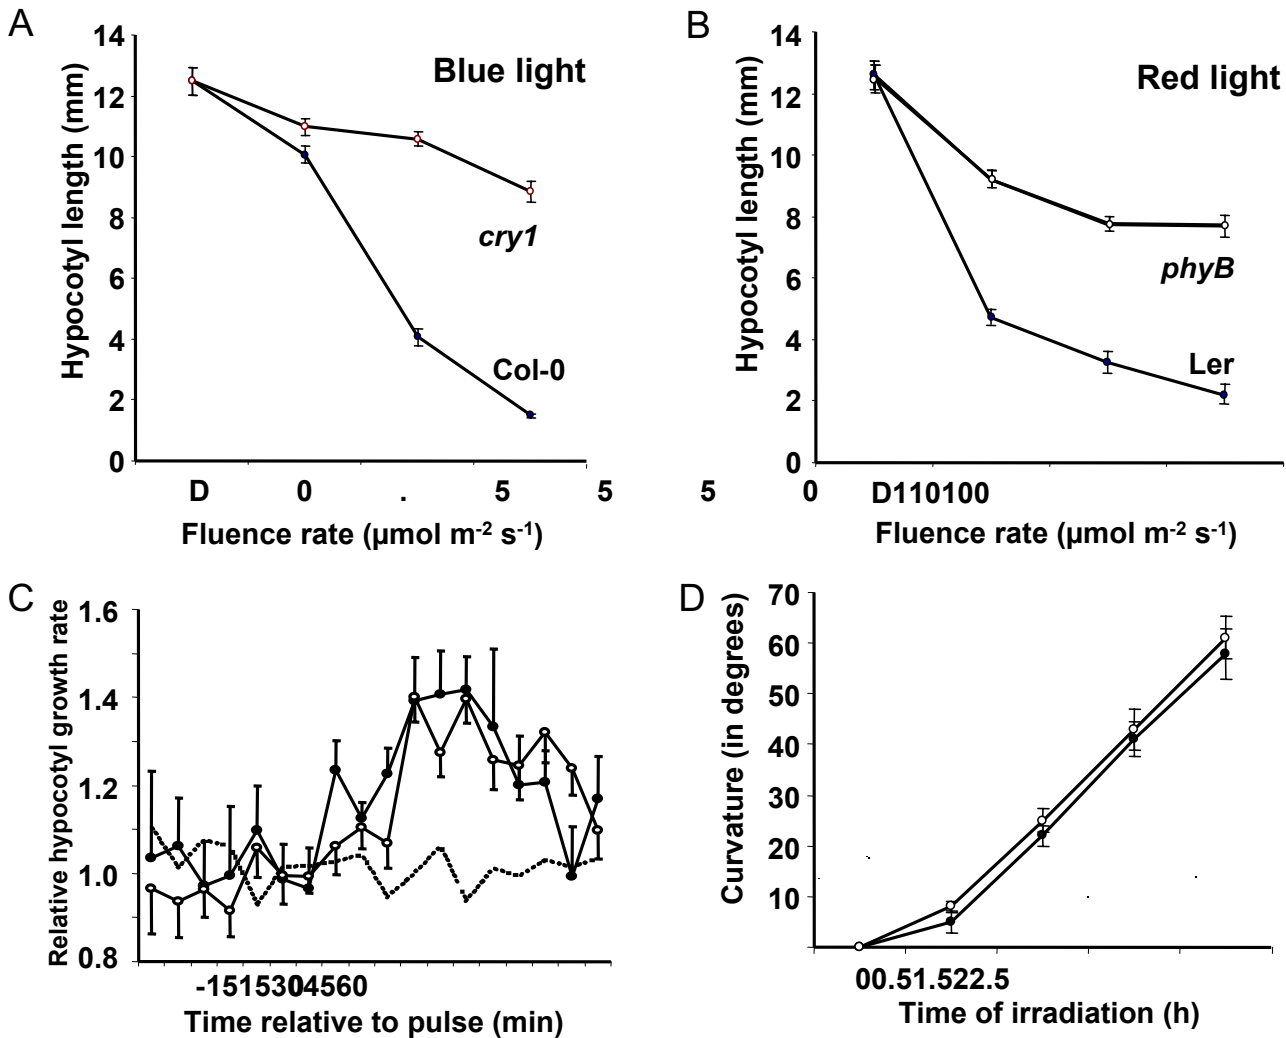 A
14
12
10
8
6
4
2
0
Hypocotyl length (mm)
Blue light
cry1
Col-0
D 0 . 5 5 5 0
Fluence rate (µmol m-2 s-1)
B
14
12
10
8
6
4
2
0
Hypocotyl length (mm)
Red light
phyB
Ler
D110100
Fluence rate (µmol m-2 s-1)
C
1.6
1.4
1.2
1.0
0.8
Relative hypocotyl growth rate
-15153004560
Time relative to pulse (min)
D
70
60
50
40
30
20
10
Curvature (in degrees)
00.51.522.5
Time of irradiation (h)